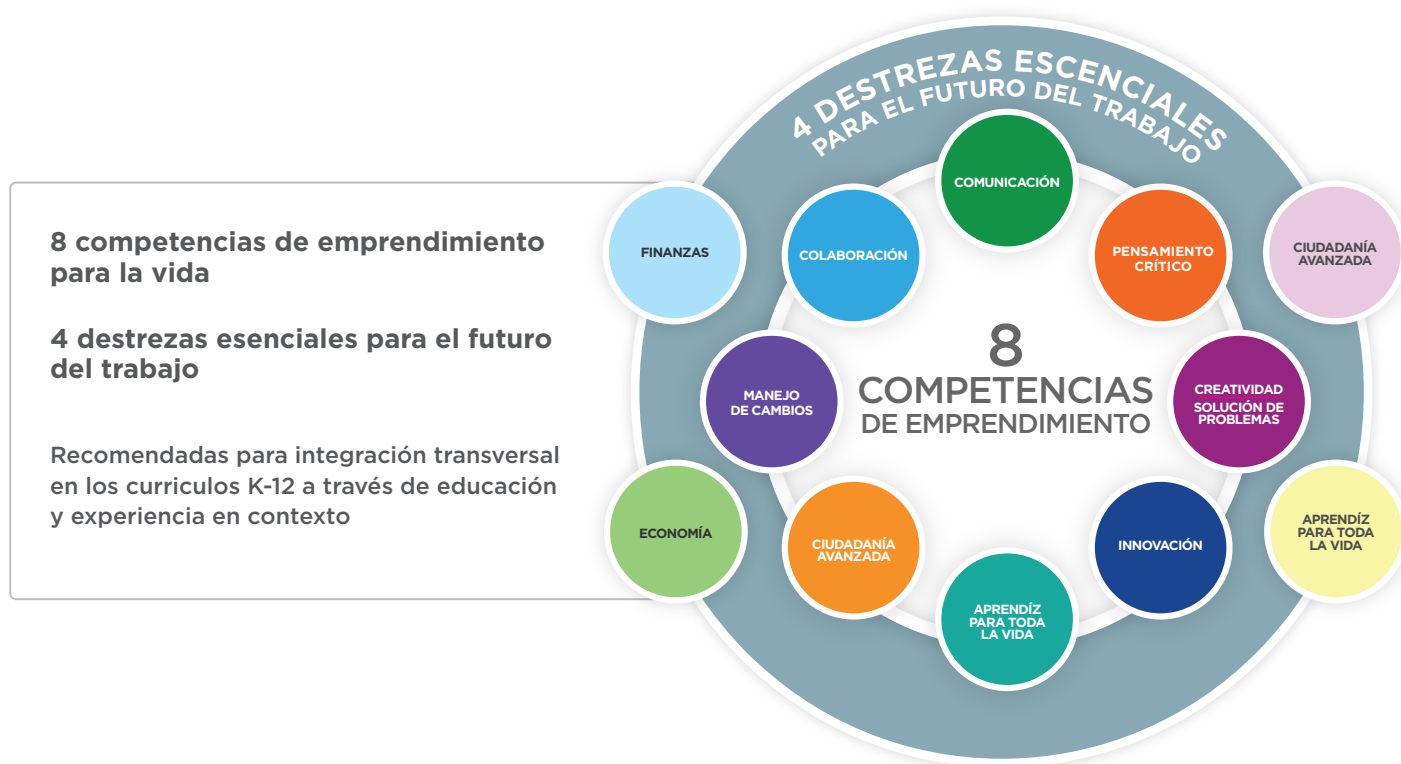 8 competencias de emprendimiento
para la vida
4 destrezas esenciales para el futuro
del trabajo
Recomendadas para integración transversal
en los curriculos K-12 a través de educación
y experiencia en contexto
4 DESTREZAS ESCENCIALES
PARA EL FUTURO DEL TRABAJO
COMUNICACIÓN
FINANZAS
COLABORACIÓN
PENSAMIENTO
CRÍTICO
CIUDADANÍA
AVANZADA
8
COMPETENCIAS
DE EMPRENDIMIENTO
MANEJO
DE CAMBIOS
CREATIVIDAD
SOLUCIÓN DE
PROBLEMAS
ECONOMÍA
CIUDADANÍA
AVANZADA
INNOVACIÓN
APRENDÍZ
PARA TODA
LA VIDA
APRENDÍZ
PARA TODA
LA VIDA